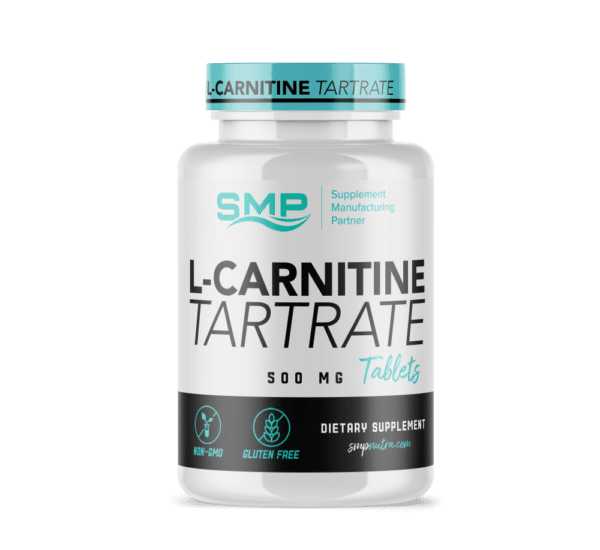 L-CARNITINE TARTRATE
SMP
Supplement
Manufacturing
Partner
L-CARNITINE
TARTRATE
500 MG Tablets
DIETARY SUPPLEMENT
smpnutra.com
NON-GMO
GLUTEN FREE